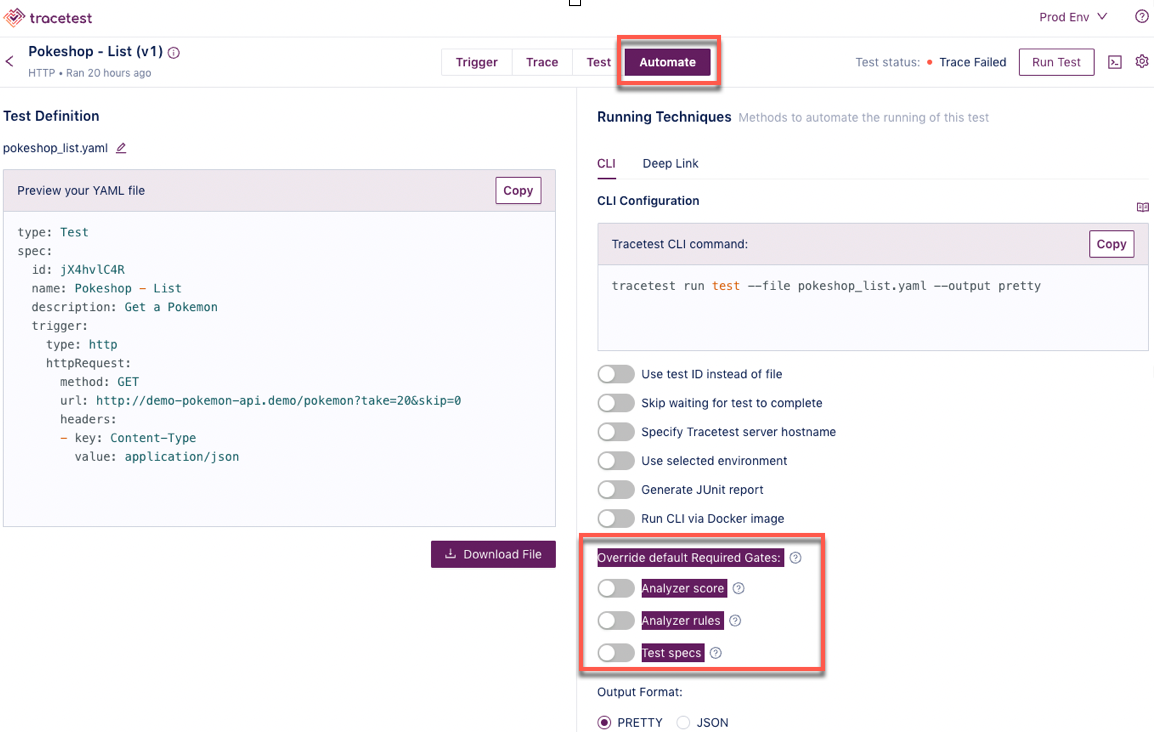 tracetest
Prod Env
Pokeshop - List (v1)
HTTP • Ran 20 hours ago
Trigger
Trace
Test
Automate
Test status: • Trace Failed
Run Test
Test Definition
pokeshop_list.yaml
Preview your YAML file
Copy
type: Test
spec:
  id: jX4hvlC4R
  name: Pokeshop - List
  description: Get a Pokemon
  trigger:
    type: http
    httpRequest:
      method: GET
      url: http://demo-pokemon-api.demo/pokemon?take=20&skip=0
      headers:
      - key: Content-Type
        value: application/json
Download File
Running Techniques Methods to automate the running of this test
CLI
Deep Link
CLI Configuration
Tracetest CLI command:
Copy
tracetest run test --file pokeshop_list.yaml --output pretty
Use test ID instead of file
Skip waiting for test to complete
Specify Tracetest server hostname
Use selected environment
Generate JUnit report
Run CLI via Docker image
Override default Required Gates:
Analyzer score
Analyzer rules
Test specs
Output Format:
PRETTY
JSON